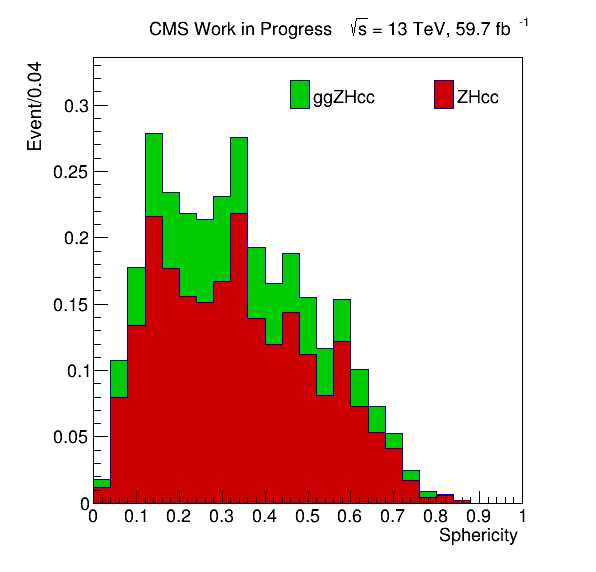 CMS Work in Progress √s = 13 TeV, 59.7 fb -1
Event/0.04
ggZHcc ZHcc
0.3
0.25
0.2
0.15
0.1
0.05
0
0 0.1 0.2 0.3 0.4 0.5 0.6 0.7 0.8 0.9 1
Sphericity